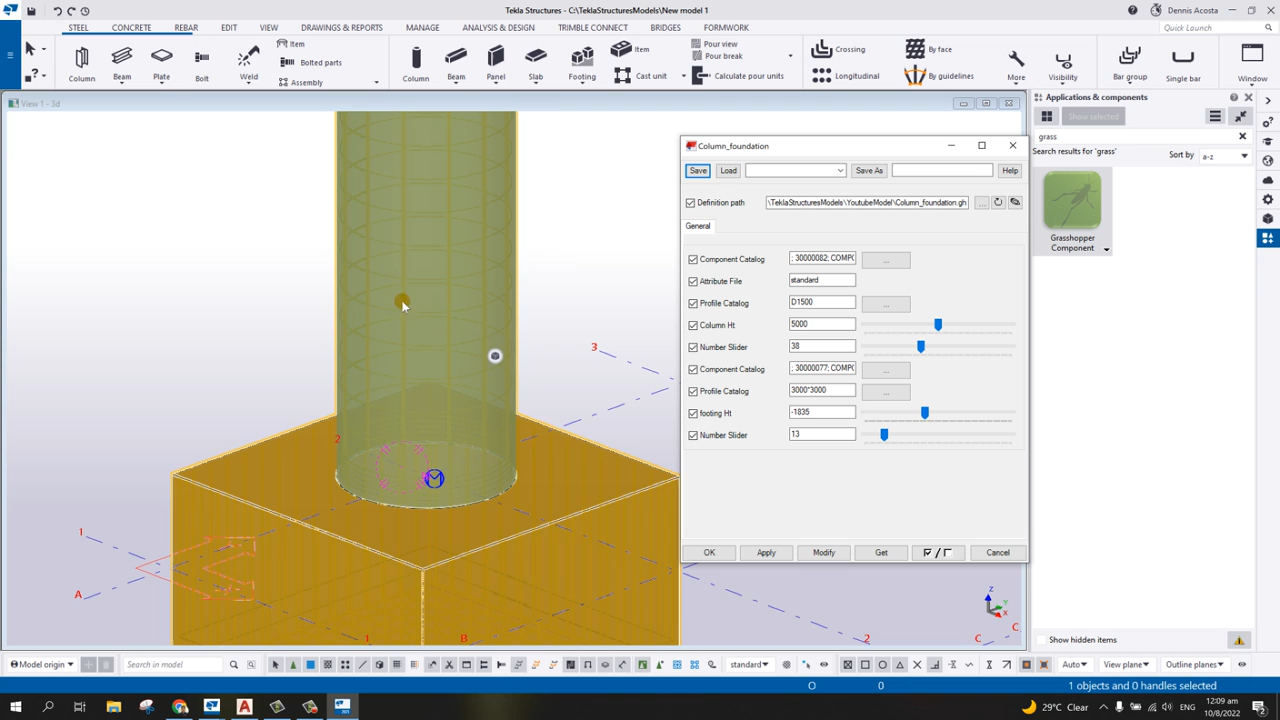 Tekla Structures - C:\TeklaStructuresModels\New model 1
Dennis Acosta
STEEL CONCRETE REBAR EDIT VIEW DRAWINGS & REPORTS MANAGE ANALYSIS & DESIGN TRIMBLE CONNECT BRIDGES FORMWORK
Quick Launch
Column Beam Plate Bolt Weld
Item
Bolted parts
Assembly
Column Beam Panel Slab Footing
Item
Cast unit
Pour view
Pour break
Calculate pour units
Crossing
Longitudinal
By face
By guidelines
More Visibility Bar group Single bar Window
View 1 - 3d
Applications & components
Show selected
grass
Search results for 'grass'
Sort by a-z
Grasshopper
Component
Column_foundation
Save Load Save As Help
Definition path \TeklaStructuresModels\YoutubeModel\Column_foundation.gh ...
General
Component Catalog ; 30000082; COMPO ...
Attribute File standard
Profile Catalog D1500 ...
Column Ht 5000
Number Slider 38
Component Catalog ; 30000077; COMPO ...
Profile Catalog 3000*3000 ...
footing Ht -1835
Number Slider 13
OK Apply Modify Get / Cancel
3
2
1
A
1
B
2
C
C
Z
Y
X
Show hidden items
Model origin
Search in model
standard
Auto
View plane
Outline planes
O 0 1 objects and 0 handles selected
29°C Clear
12:09 am
10/8/2022
2